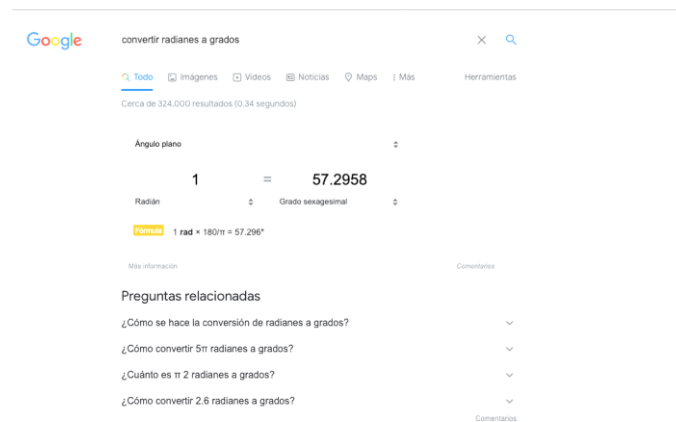 Google convertir radianes a grados
Todo Imágenes Videos Noticias Maps Más Herramientas
Cerca de 324,000 resultados (0.34 segundos)
Ángulo plano
1 = 57.2958
Radián Grado sexagesimal
Fórmula 1 rad × 180/π = 57.296°
Más información Comentarios
Preguntas relacionadas
¿Cómo se hace la conversión de radianes a grados?
¿Cómo convertir 5π radianes a grados?
¿Cuánto es π 2 radianes a grados?
¿Cómo convertir 2.6 radianes a grados?
Comentarios